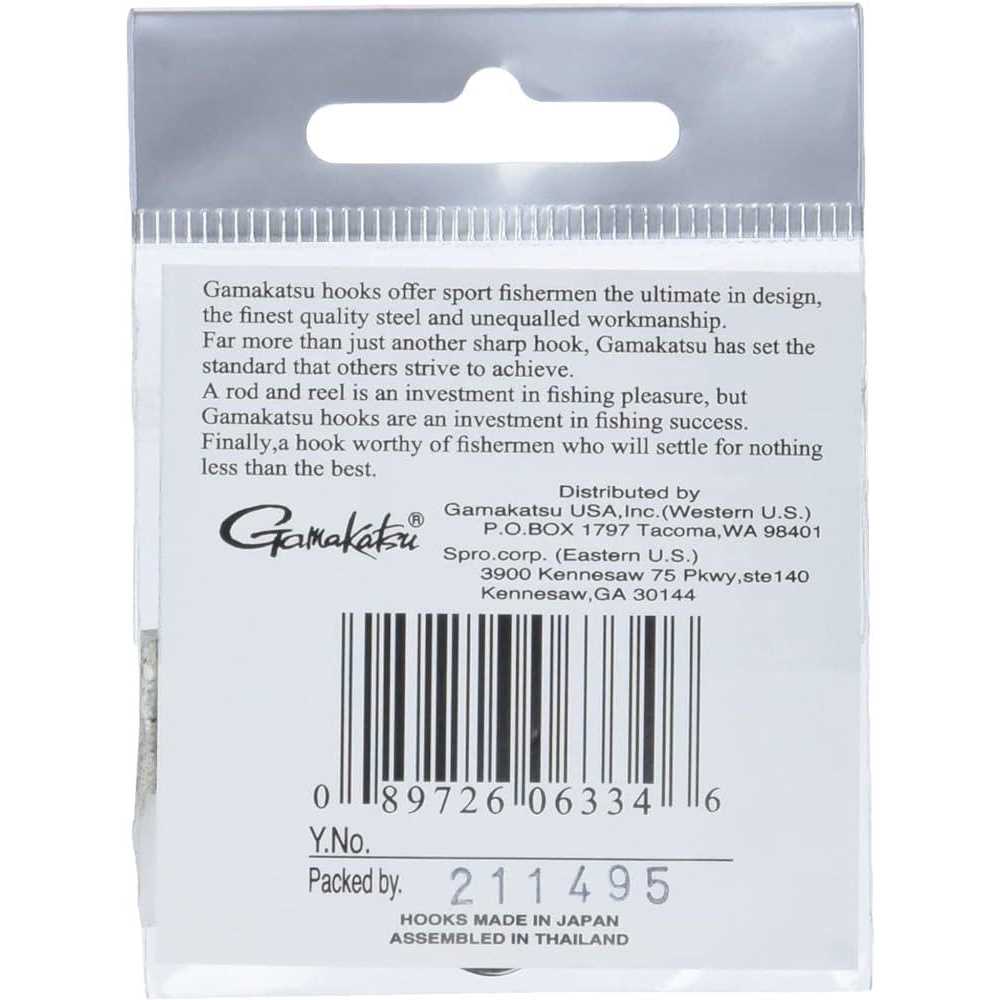 Gamakatsu hooks offer sport fishermen the ultimate in design,
the finest quality steel and unequalled workmanship.
Far more than just another sharp hook, Gamakatsu has set the
standard that others strive to achieve.
A rod and reel is an investment in fishing pleasure, but
Gamakatsu hooks are an investment in fishing success.
Finally,a hook worthy of fishermen who will settle for nothing
less than the best.
Gamakatsu®
Distributed by
Gamakatsu USA,Inc.(Western U.S.)
P.O.BOX 1797 Tacoma,WA 98401
Spro.corp. (Eastern U.S.)
3900 Kennesaw 75 Pkwy,ste140
Kennesaw,GA 30144
0 89726 06334 6
Y.No.
Packed by. 211495
HOOKS MADE IN JAPAN
ASSEMBLED IN THAILAND